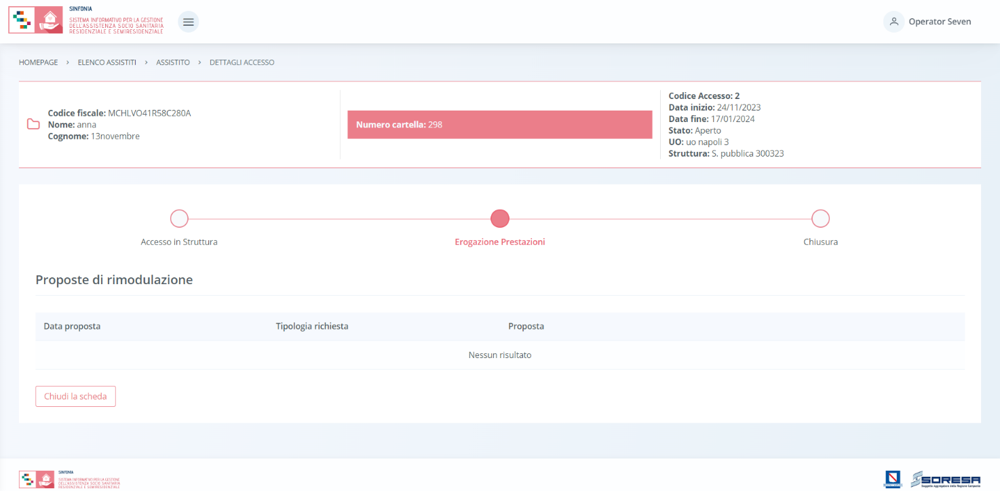 SINFONIA
SISTEMA INFORMATIVO PER LA GESTIONE
DELL'ASSISTENZA SOCIO SANITARIA
RESIDENZIALE E SEMIRESIDENZIALE
Operator Seven
HOMEPAGE > ELENCO ASSISTITI > ASSISTITO > DETTAGLI ACCESSO
Codice fiscale: MCHLVO41R58C280A
Nome: anna
Cognome: 13novembre
Numero cartella: 298
Codice Accesso: 2
Data inizio: 24/11/2023
Data fine: 17/01/2024
Stato: Aperto
UO: uo napoli 3
Struttura: S. pubblica 300323
Accesso in Struttura
Erogazione Prestazioni
Chiusura
Proposte di rimodulazione
Data proposta Tipologia richiesta Proposta
Nessun risultato
Chiudi la scheda
SINFONIA
SISTEMA INFORMATIVO PER LA GESTIONE
DELL'ASSISTENZA SOCIO SANITARIA
RESIDENZIALE E SEMIRESIDENZIALE
SORESA
Soggetto Aggregatore della Regione Campania